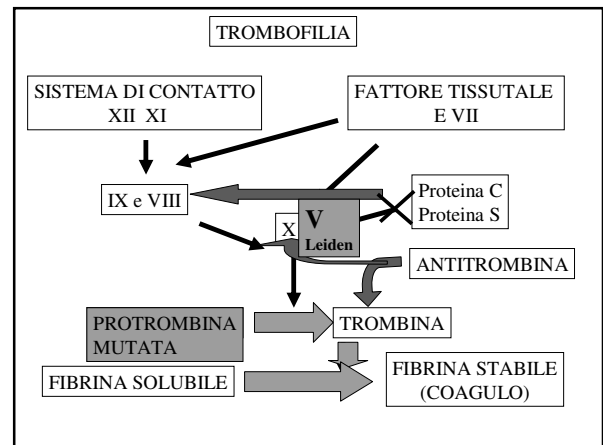 TROMBOFILIA
SISTEMA DI CONTATTO
XII XI
FATTORE TISSUTALE
E VII
IX e VIII
X
V
Leiden
Proteina C
Proteina S
ANTITROMBINA
PROTROMBINA
MUTATA
TROMBINA
FIBRINA SOLUBILE
FIBRINA STABILE
(COAGULO)